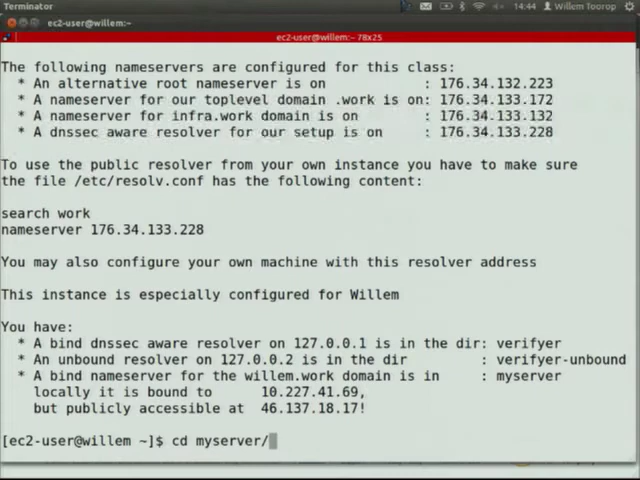 Terminator
14:44
Willem Toorop
ec2-user@willem:~
ec2-user@willem:~ 78x25
The following nameservers are configured for this class:
* An alternative root nameserver is on : 176.34.132.223
* A nameserver for our toplevel domain .work is on: 176.34.133.172
* A nameserver for infra.work domain is on : 176.34.133.132
* A dnssec aware resolver for our setup is on : 176.34.133.228
To use the public resolver from your own instance you have to make sure
the file /etc/resolv.conf has the following content:
search work
nameserver 176.34.133.228
You may also configure your own machine with this resolver address
This instance is especially configured for Willem
You have:
* A bind dnssec aware resolver on 127.0.0.1 is in the dir: verifyer
* An unbound resolver on 127.0.0.2 is in the dir : verifyer-unbound
* A bind nameserver for the willem.work domain is in : myserver
locally it is bound to 10.227.41.69,
but publicly accessible at 46.137.18.17!
[ec2-user@willem ~]$ cd myserver/